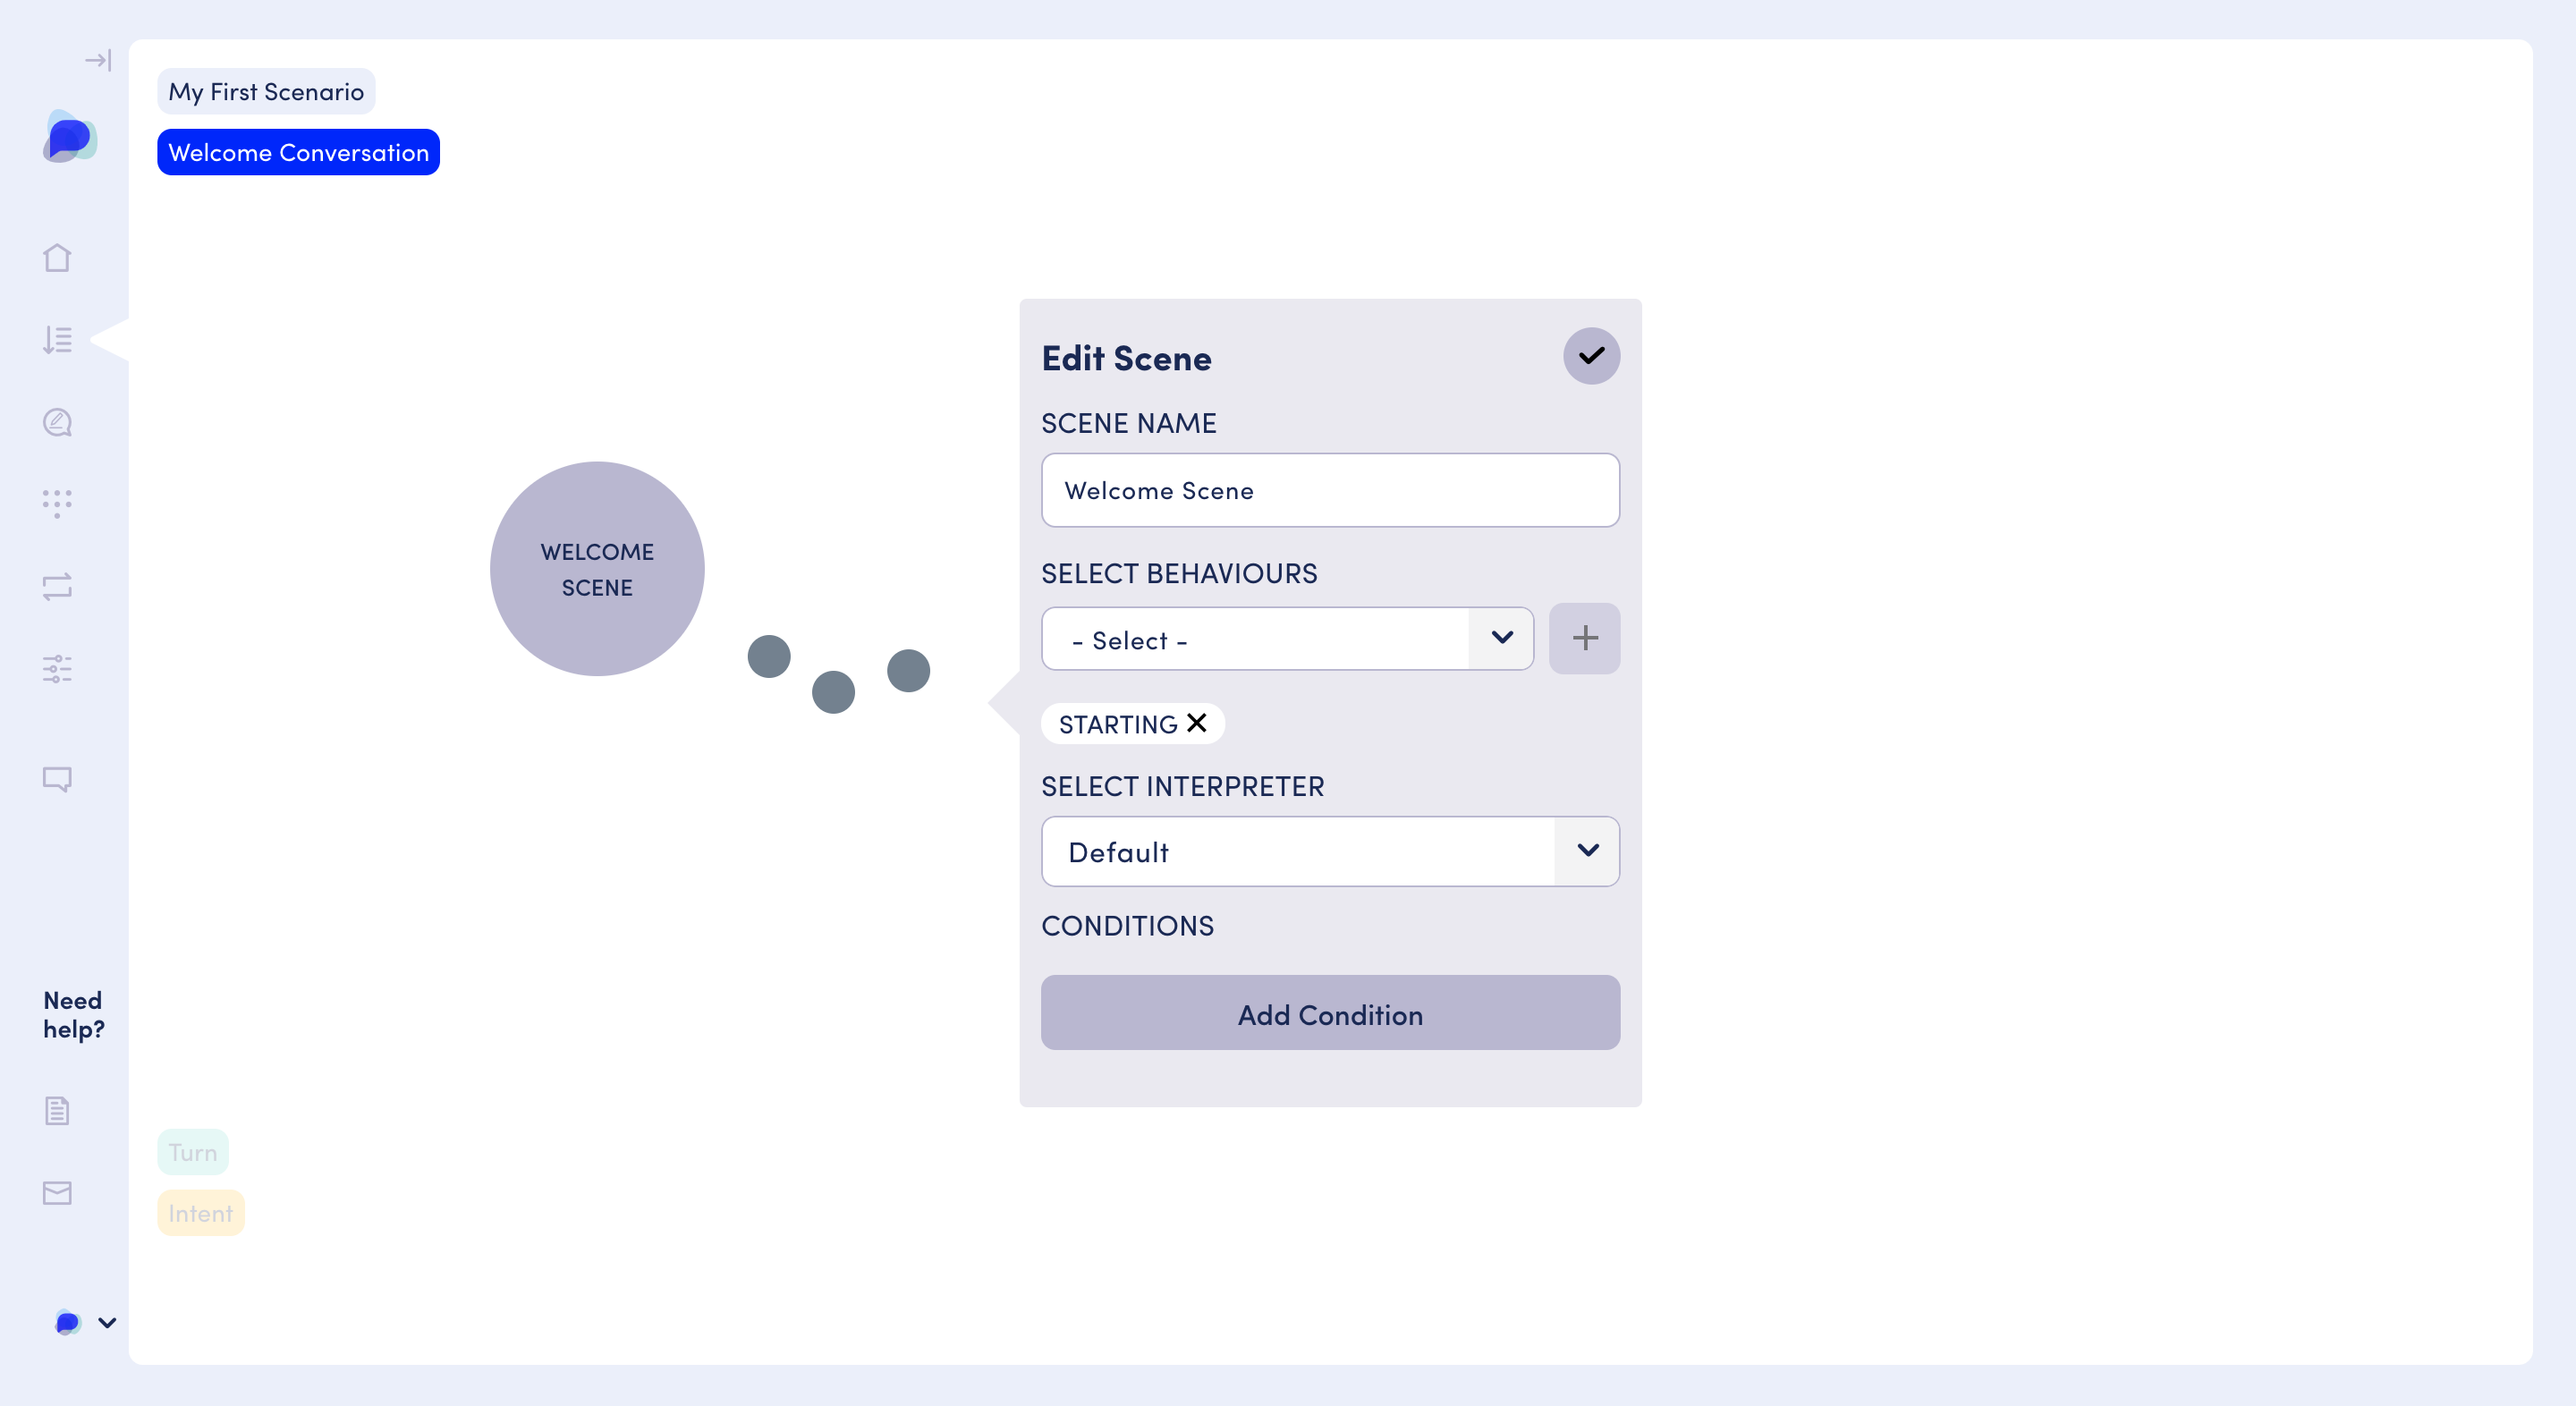 My First Scenario
Welcome Conversation
WELCOME
SCENE
Edit Scene
SCENE NAME
Welcome Scene
SELECT BEHAVIOURS
- Select -
STARTING
SELECT INTERPRETER
Default
CONDITIONS
Add Condition
Need
help?
Turn
Intent